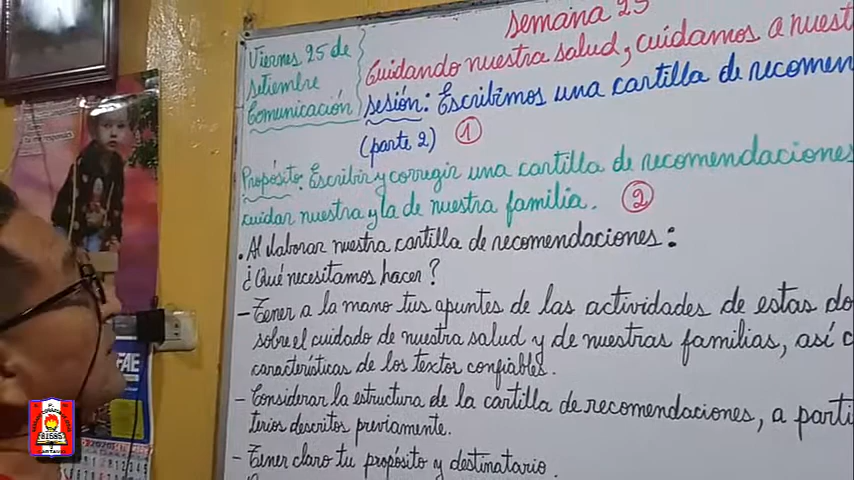 Viernes 25 de
setiembre
Comunicación
Semana 25
Cuidando nuestra salud, cuidamos a nuest
sesión: Escribimos una cartilla de recomen
(parte 2) 1
Propósito: Escribir y corregir una cartilla de recomendaciones
cuidar nuestra y la de nuestra familia. 2
• Al elaborar nuestra cartilla de recomendaciones:
¿Qué necesitamos hacer?
- Tener a la mano tus apuntes de las actividades de estas do
sobre el cuidado de nuestra salud y de nuestras familias, así c
características de los textos confiables.
- Considerar la estructura de la cartilla de recomendaciones, a parti
terios descritos previamente.
- Tener claro tu propósito y destinatario.
FAE
81585
CARTAVIO